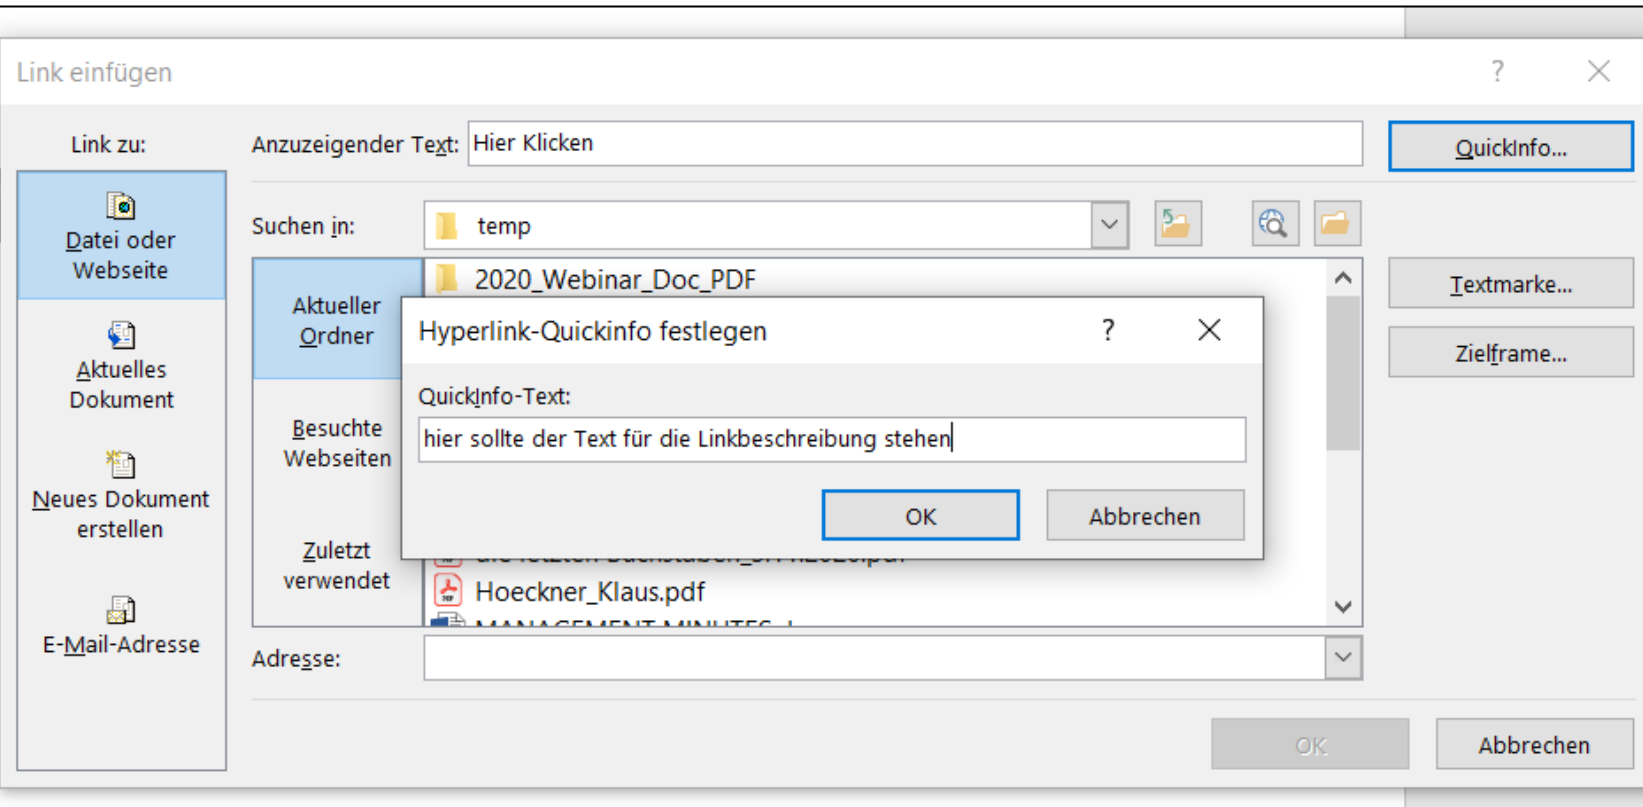 Link einfügen
?
Link zu:
Anzuzeigender Text:
Hier Klicken
QuickInfo...
Datei oder
Webseite
Aktuelles
Dokument
Neues Dokument
erstellen
E-Mail-Adresse
Suchen in:
temp
Aktueller
Ordner
Besuchte
Webseiten
Zuletzt
verwendet
2020_Webinar_Doc_PDF
Hyperlink-Quickinfo festlegen
?
QuickInfo-Text:
hier sollte der Text für die Linkbeschreibung stehen
OK
Abbrechen
Hoeckner_Klaus.pdf
MANAGEMENT MINUTES
Textmarke...
Zielframe...
Adresse:
OK
Abbrechen